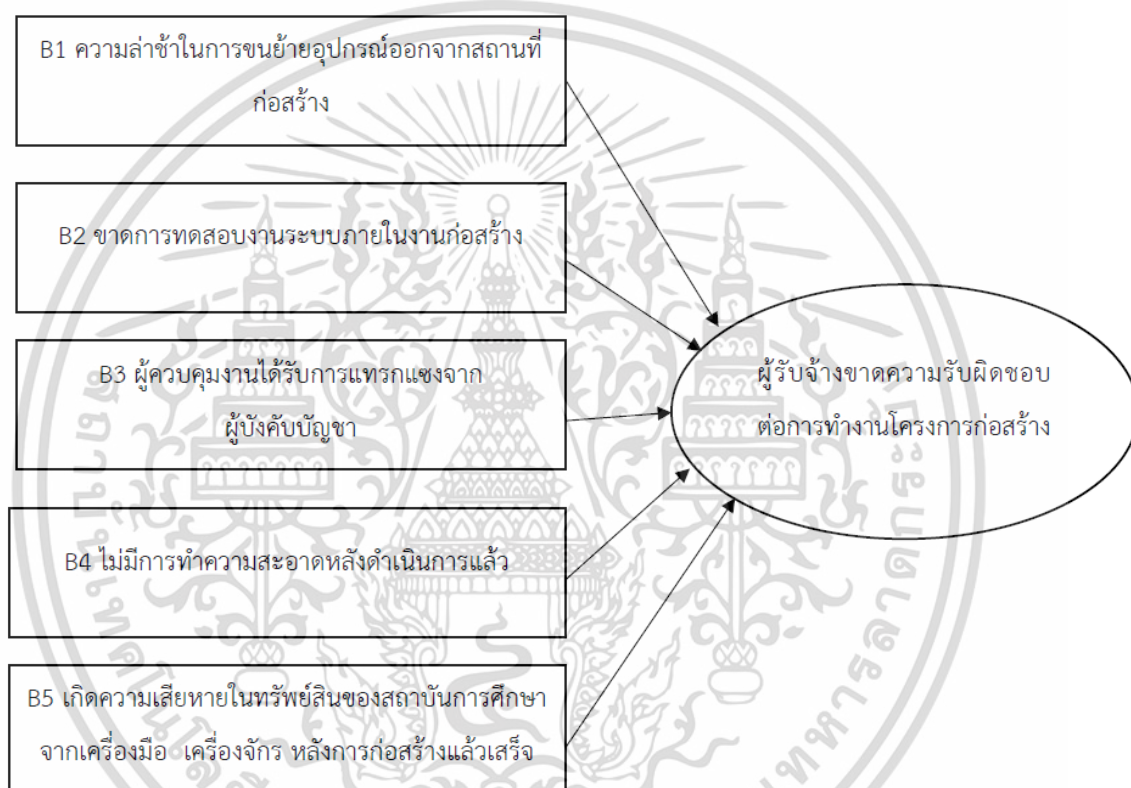 B1 ความล่าช้าในการขนย้ายอุปกรณ์ออกจากสถานที่
ก่อสร้าง
B2 ขาดการทดสอบงานระบบภายในงานก่อสร้าง
B3 ผู้ควบคุมงานได้รับการแทรกแซงจาก
ผู้บังคับบัญชา
B4 ไม่มีการทำความสะอาดหลังดำเนินการแล้ว
B5 เกิดความเสียหายในทรัพย์สินของสถาบันการศึกษา
จากเครื่องมือ เครื่องจักร หลังการก่อสร้างแล้วเสร็จ
ผู้รับจ้างขาดความรับผิดชอบ
ต่อการทำงานโครงการก่อสร้าง